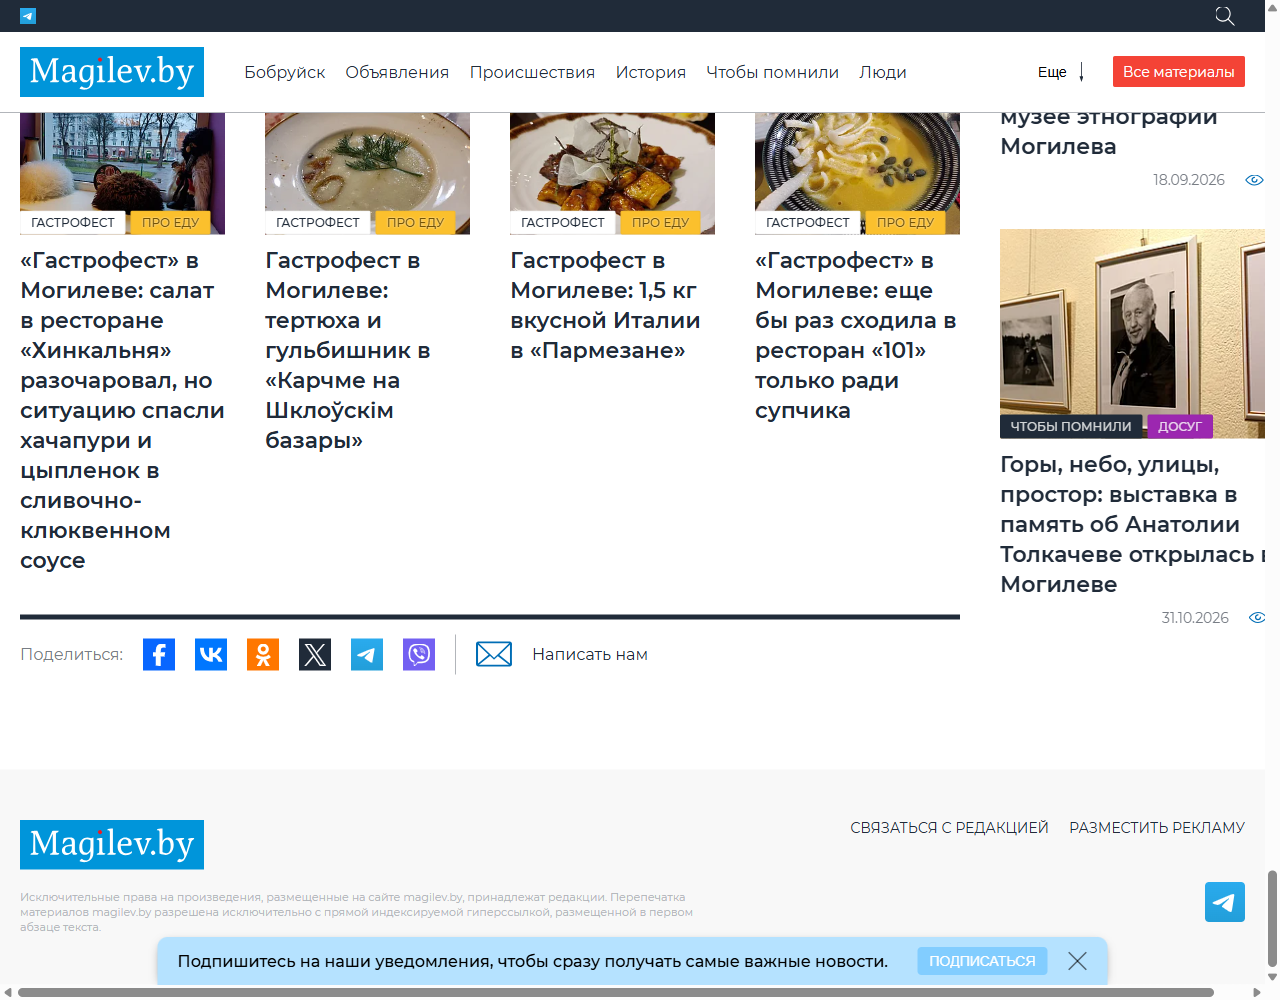 Magilev.by
Бобруйск Объявления Происшествия История Чтобы помнили Люди
Еще
Все материалы
ГАСТРОФЕСТ ПРО ЕДУ
«Гастрофест» в
Могилеве: салат
в ресторане
«Хинкальня»
разочаровал, но
ситуацию спасли
хачапури и
цыпленок в
сливочно-
клюквенном
соусе
ГАСТРОФЕСТ ПРО ЕДУ
Гастрофест в
Могилеве:
тертюха и
гульбишник в
«Карчме на
Шклоўскім
базары»
ГАСТРОФЕСТ ПРО ЕДУ
Гастрофест в
Могилеве: 1,5 кг
вкусной Италии
в «Пармезане»
ГАСТРОФЕСТ ПРО ЕДУ
«Гастрофест» в
Могилеве: еще
бы раз сходила в
ресторан «101»
только ради
супчика
музее этнографии
Могилева
18.09.2026
ЧТОБЫ ПОМНИЛИ ДОСУГ
Горы, небо, улицы,
простор: выставка в
память об Анатолии
Толкачеве открылась в
Могилеве
31.10.2026
Поделиться:
Написать нам
Magilev.by
СВЯЗАТЬСЯ С РЕДАКЦИЕЙ РАЗМЕСТИТЬ РЕКЛАМУ
Исключительные права на произведения, размещенные на сайте magilev.by, принадлежат редакции. Перепечатка
материалов magilev.by разрешена исключительно с прямой индексируемой гиперссылкой, размещенной в первом
абзаце текста.
Подпишитесь на наши уведомления, чтобы сразу получать самые важные новости.
ПОДПИСАТЬСЯ